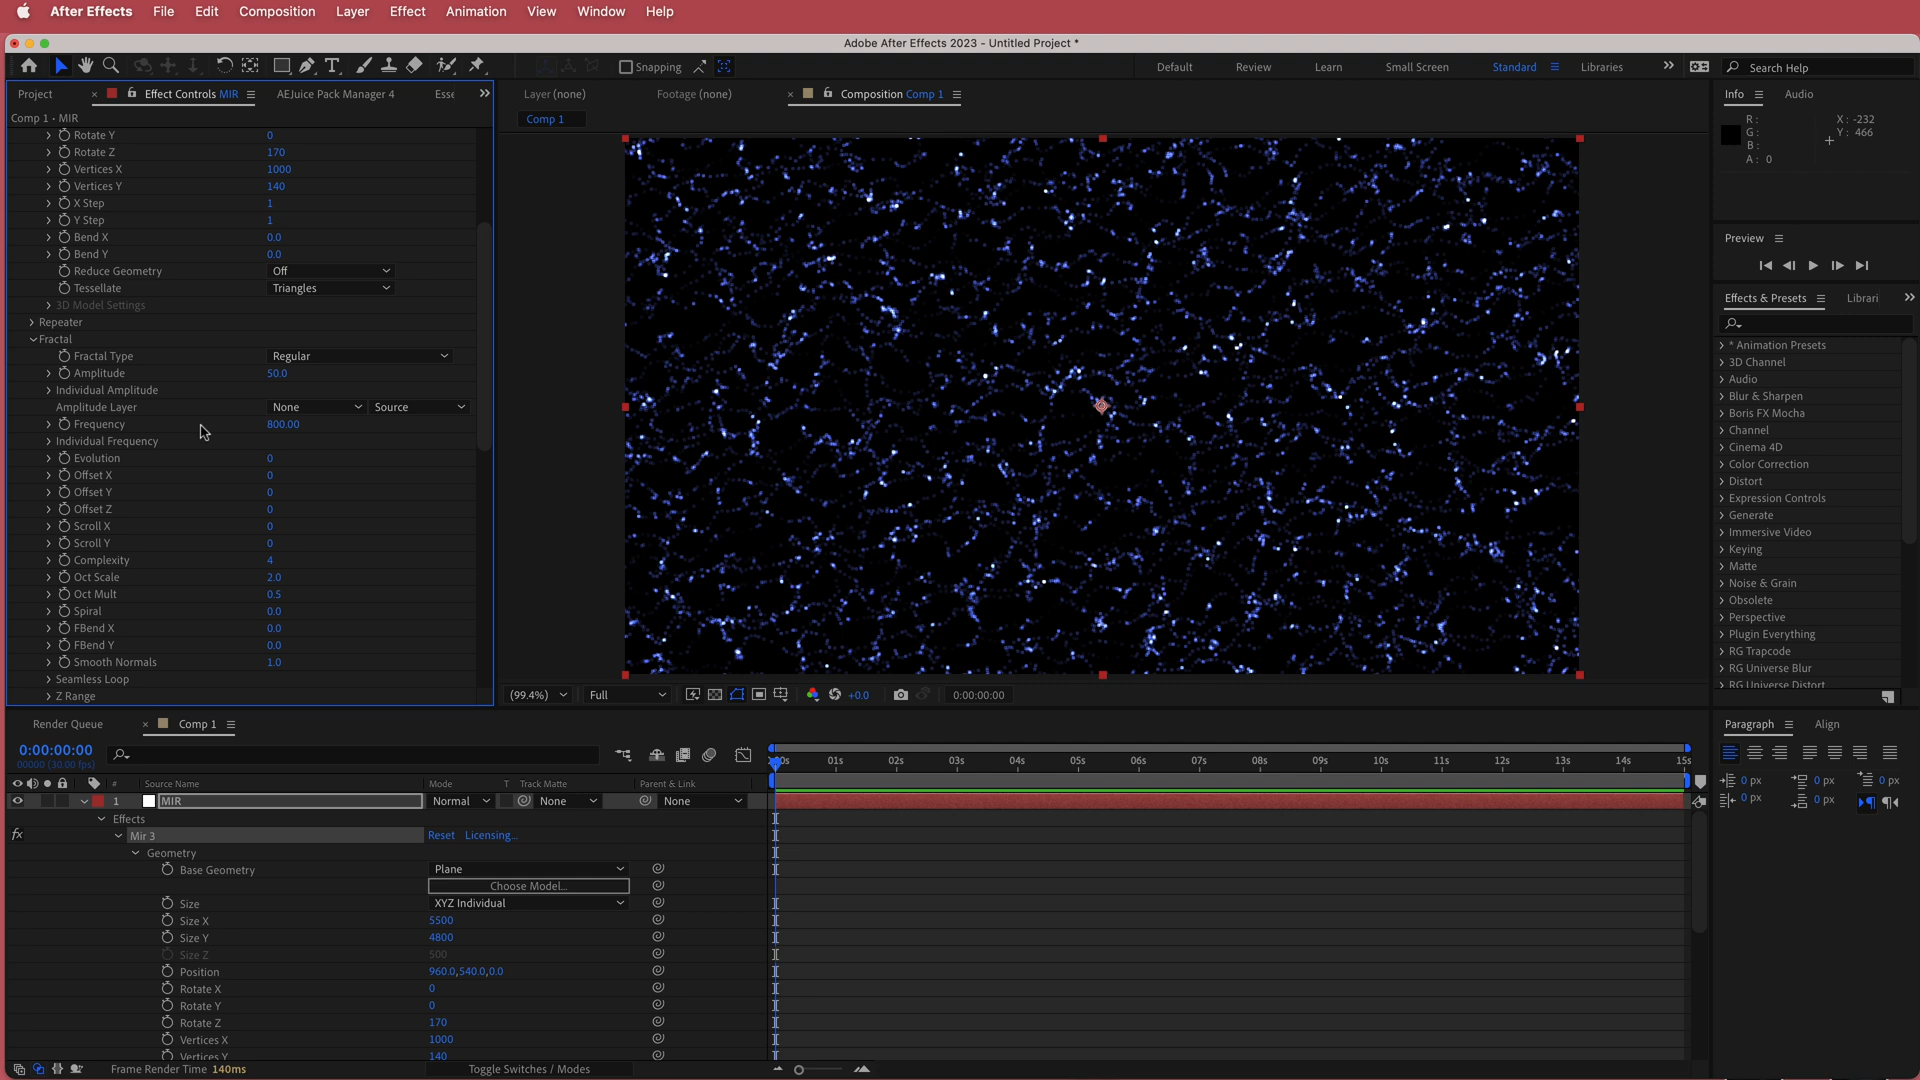 After Effects File Edit Composition Layer Effect Animation View Window Help
Adobe After Effects 2023 - Untitled Project *
Snapping Default Review Learn Small Screen Standard Libraries Search Help
Project Effect Controls MIR AEJuice Pack Manager 4 Esse
Layer (none) Footage (none) Composition Comp 1
Info Audio
Comp 1 • MIR
Comp 1
R: X: -232
G: Y: 466
B:
A: 0
Rotate Y 0
Rotate Z 170
Vertices X 1000
Vertices Y 140
X Step 1
Y Step 1
Bend X 0.0
Bend Y 0.0
Reduce Geometry Off
Tessellate Triangles
3D Model Settings
Repeater
Fractal
Fractal Type Regular
Amplitude 50.0
Individual Amplitude
Amplitude Layer None Source
Frequency 800.00
Individual Frequency
Evolution 0
Offset X 0
Offset Y 0
Offset Z 0
Scroll X 0
Scroll Y 0
Complexity 4
Oct Scale 2.0
Oct Mult 0.5
Spiral 0.0
FBend X 0.0
FBend Y 0.0
Smooth Normals 1.0
Seamless Loop
Z Range
(99.4%) Full +0.0 0:00:00:00
Preview
Effects & Presets Librari
* Animation Presets
3D Channel
Audio
Blur & Sharpen
Boris FX Mocha
Channel
Cinema 4D
Color Correction
Distort
Expression Controls
Generate
Immersive Video
Keying
Matte
Noise & Grain
Obsolete
Perspective
Plugin Everything
RG Trapcode
RG Universe Blur
RG Universe Distort
Render Queue Comp 1
0:00:00:00
00000 (30.00 fps)
# Source Name Mode T Track Matte Parent & Link
01s 02s 03s 04s 05s 06s 07s 08s 09s 10s 11s 12s 13s 14s 15s
1 MIR Normal None None
Effects
fx Mir 3 Reset Licensing...
Geometry
Base Geometry Plane
Choose Model...
Size XYZ Individual
Size X 5500
Size Y 4800
Size Z 500
Position 960.0,540.0,0.0
Rotate X 0
Rotate Y 0
Rotate Z 170
Vertices X 1000
Vertices Y 140
Frame Render Time 140ms Toggle Switches / Modes
Paragraph Align
0 px 0 px 0 px
0 px 0 px